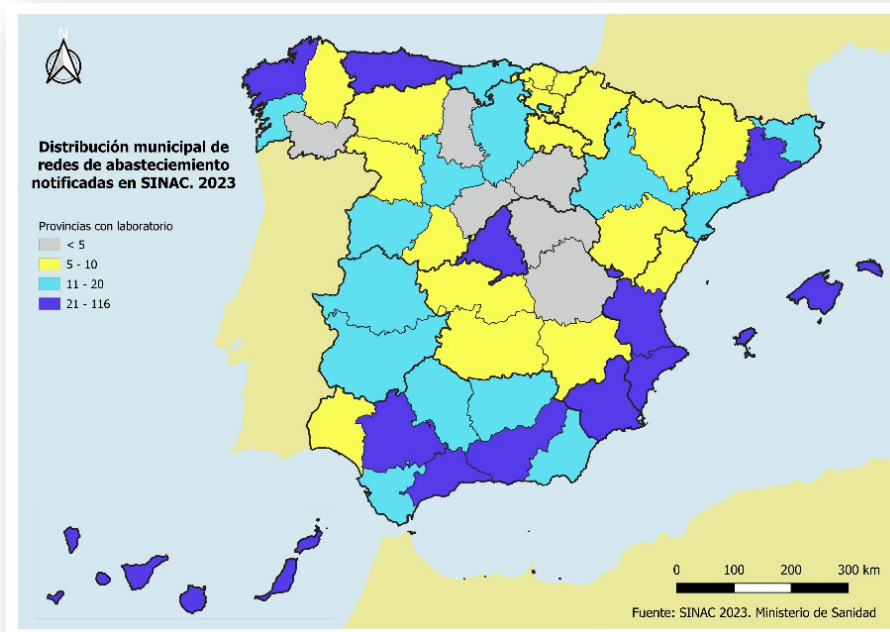 N
Distribución municipal de
redes de abasteciemiento
notificadas en SINAC. 2023
Provincias con laboratorio
< 5
5 - 10
11 - 20
21 - 116
0 100 200 300 km
Fuente: SINAC 2023. Ministerio de Sanidad